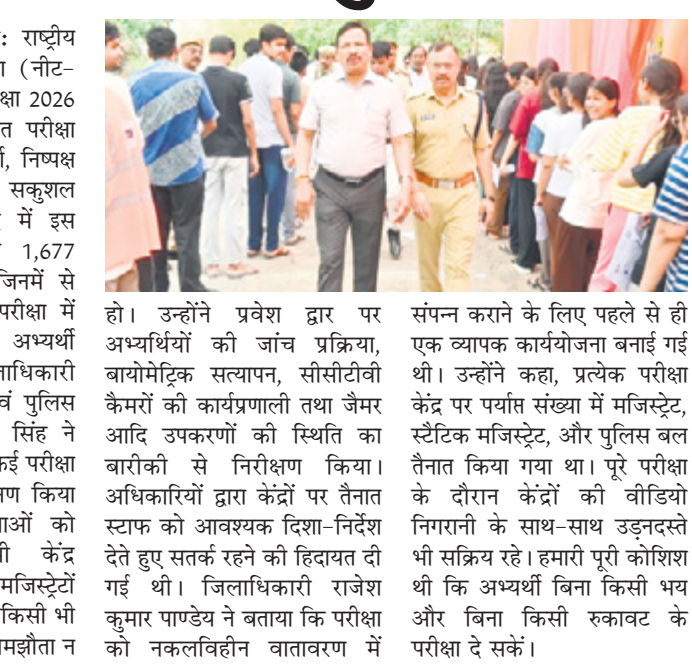 राष्ट्रीय
(नीट-
2026
परीक्षा
निष्पक्ष
सकुशल
में इस
1,677
जिनमें से
परीक्षा में
अभ्यर्थी
पुलिस
सिंह ने
परीक्षा
किया
को
केंद्र
किसी भी
न
हो। उन्होंने प्रवेश द्वार पर
अभ्यर्थियों की जांच प्रक्रिया,
बायोमेट्रिक सत्यापन, सीसीटीवी
कैमरों की कार्यप्रणाली तथा जैमर
आदि उपकरणों की स्थिति का
बारीकी से निरीक्षण किया।
अधिकारियों द्वारा केंद्रों पर तैनात
स्टाफ को आवश्यक दिशा-निर्देश
देते हुए सतर्क रहने की हिदायत दी
गई थी। जिलाधिकारी राजेश
कुमार पाण्डेय ने बताया कि परीक्षा
को नकलविहीन वातावरण में
संपन्न कराने के लिए पहले से ही
एक व्यापक कार्ययोजना बनाई गई
थी। उन्होंने कहा, प्रत्येक परीक्षा
केंद्र पर पर्याप्त संख्या में मजिस्ट्रेट,
स्टैटिक मजिस्ट्रेट, और पुलिस बल
तैनात किया गया था। पूरे परीक्षा
के दौरान केंद्रों की वीडियो
निगरानी के साथ-साथ उड़नदस्ते
भी सक्रिय रहे। हमारी पूरी कोशिश
थी कि अभ्यर्थी बिना किसी भय
और बिना किसी रुकावट के
परीक्षा दे सकें।